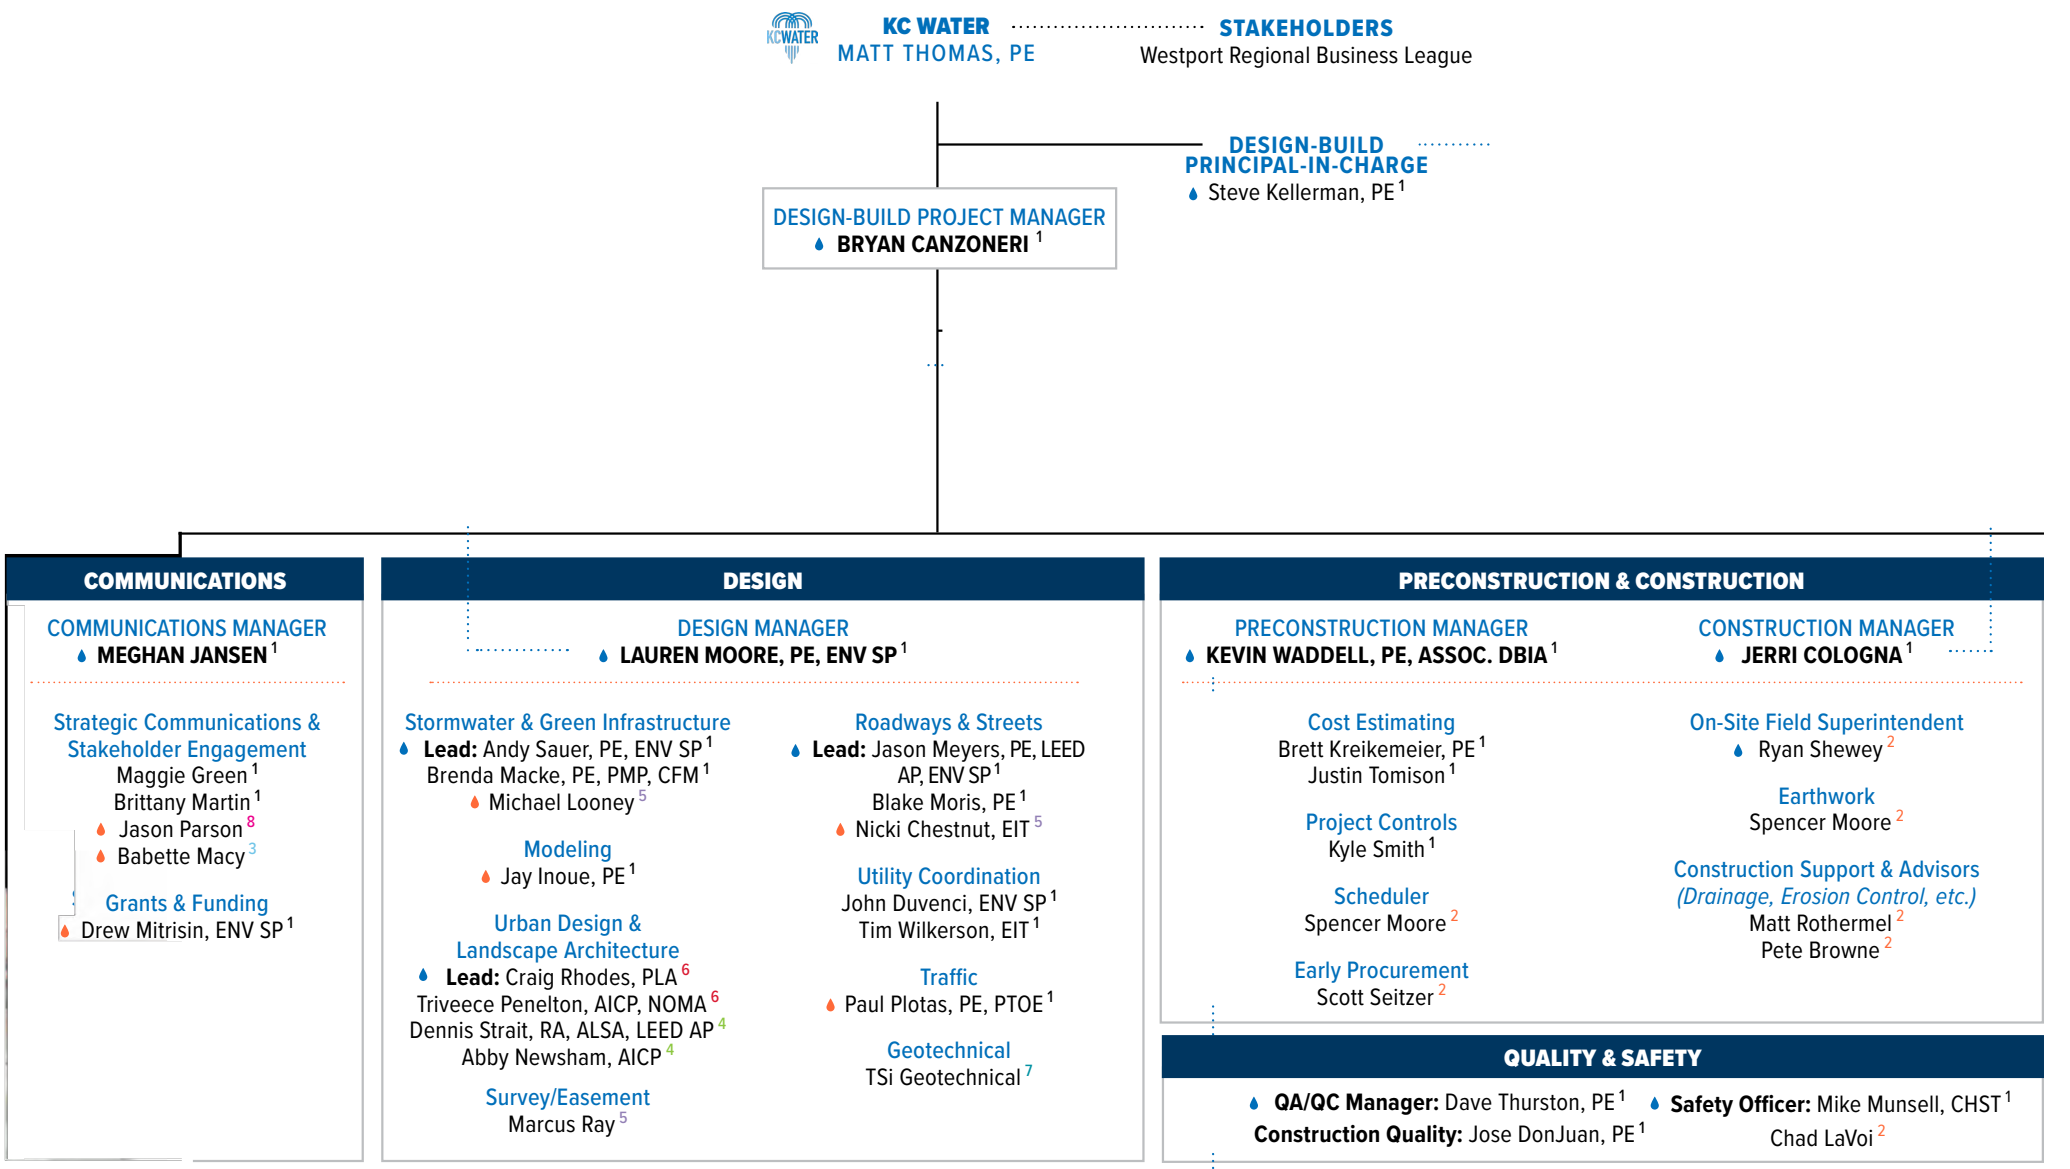 KCWATER
KC WATER
MATT THOMAS, PE
STAKEHOLDERS
Westport Regional Business League
DESIGN-BUILD
PRINCIPAL-IN-CHARGE
Steve Kellerman, PE 1
DESIGN-BUILD PROJECT MANAGER
BRYAN CANZONERI 1
COMMUNICATIONS
COMMUNICATIONS MANAGER
MEGHAN JANSEN 1
Strategic Communications &
Stakeholder Engagement
Maggie Green 1
Brittany Martin 1
Jason Parson 8
Babette Macy 3
Grants & Funding
Drew Mitrisin, ENV SP 1
DESIGN
DESIGN MANAGER
LAUREN MOORE, PE, ENV SP 1
Stormwater & Green Infrastructure
Lead: Andy Sauer, PE, ENV SP 1
Brenda Macke, PE, PMP, CFM 1
Michael Looney 5
Modeling
Jay Inoue, PE 1
Urban Design &
Landscape Architecture
Lead: Craig Rhodes, PLA 6
Triveece Penelton, AICP, NOMA 6
Dennis Strait, RA, ALSA, LEED AP 4
Abby Newsham, AICP 4
Survey/Easement
Marcus Ray 5
Roadways & Streets
Lead: Jason Meyers, PE, LEED
AP, ENV SP 1
Blake Moris, PE 1
Nicki Chestnut, EIT 5
Utility Coordination
John Duvenci, ENV SP 1
Tim Wilkerson, EIT 1
Traffic
Paul Plotas, PE, PTOE 1
Geotechnical
TSi Geotechnical 7
PRECONSTRUCTION & CONSTRUCTION
PRECONSTRUCTION MANAGER
KEVIN WADDELL, PE, ASSOC. DBIA 1
Cost Estimating
Brett Kreikemeier, PE 1
Justin Tomison 1
Project Controls
Kyle Smith 1
Scheduler
Spencer Moore 2
Early Procurement
Scott Seitzer 2
CONSTRUCTION MANAGER
JERRI COLOGNA 1
On-Site Field Superintendent
Ryan Shewey 2
Earthwork
Spencer Moore 2
Construction Support & Advisors
(Drainage, Erosion Control, etc.)
Matt Rothermel 2
Pete Browne 2
QUALITY & SAFETY
QA/QC Manager: Dave Thurston, PE 1
Construction Quality: Jose DonJuan, PE 1
Safety Officer: Mike Munsell, CHST 1
Chad LaVoi 2